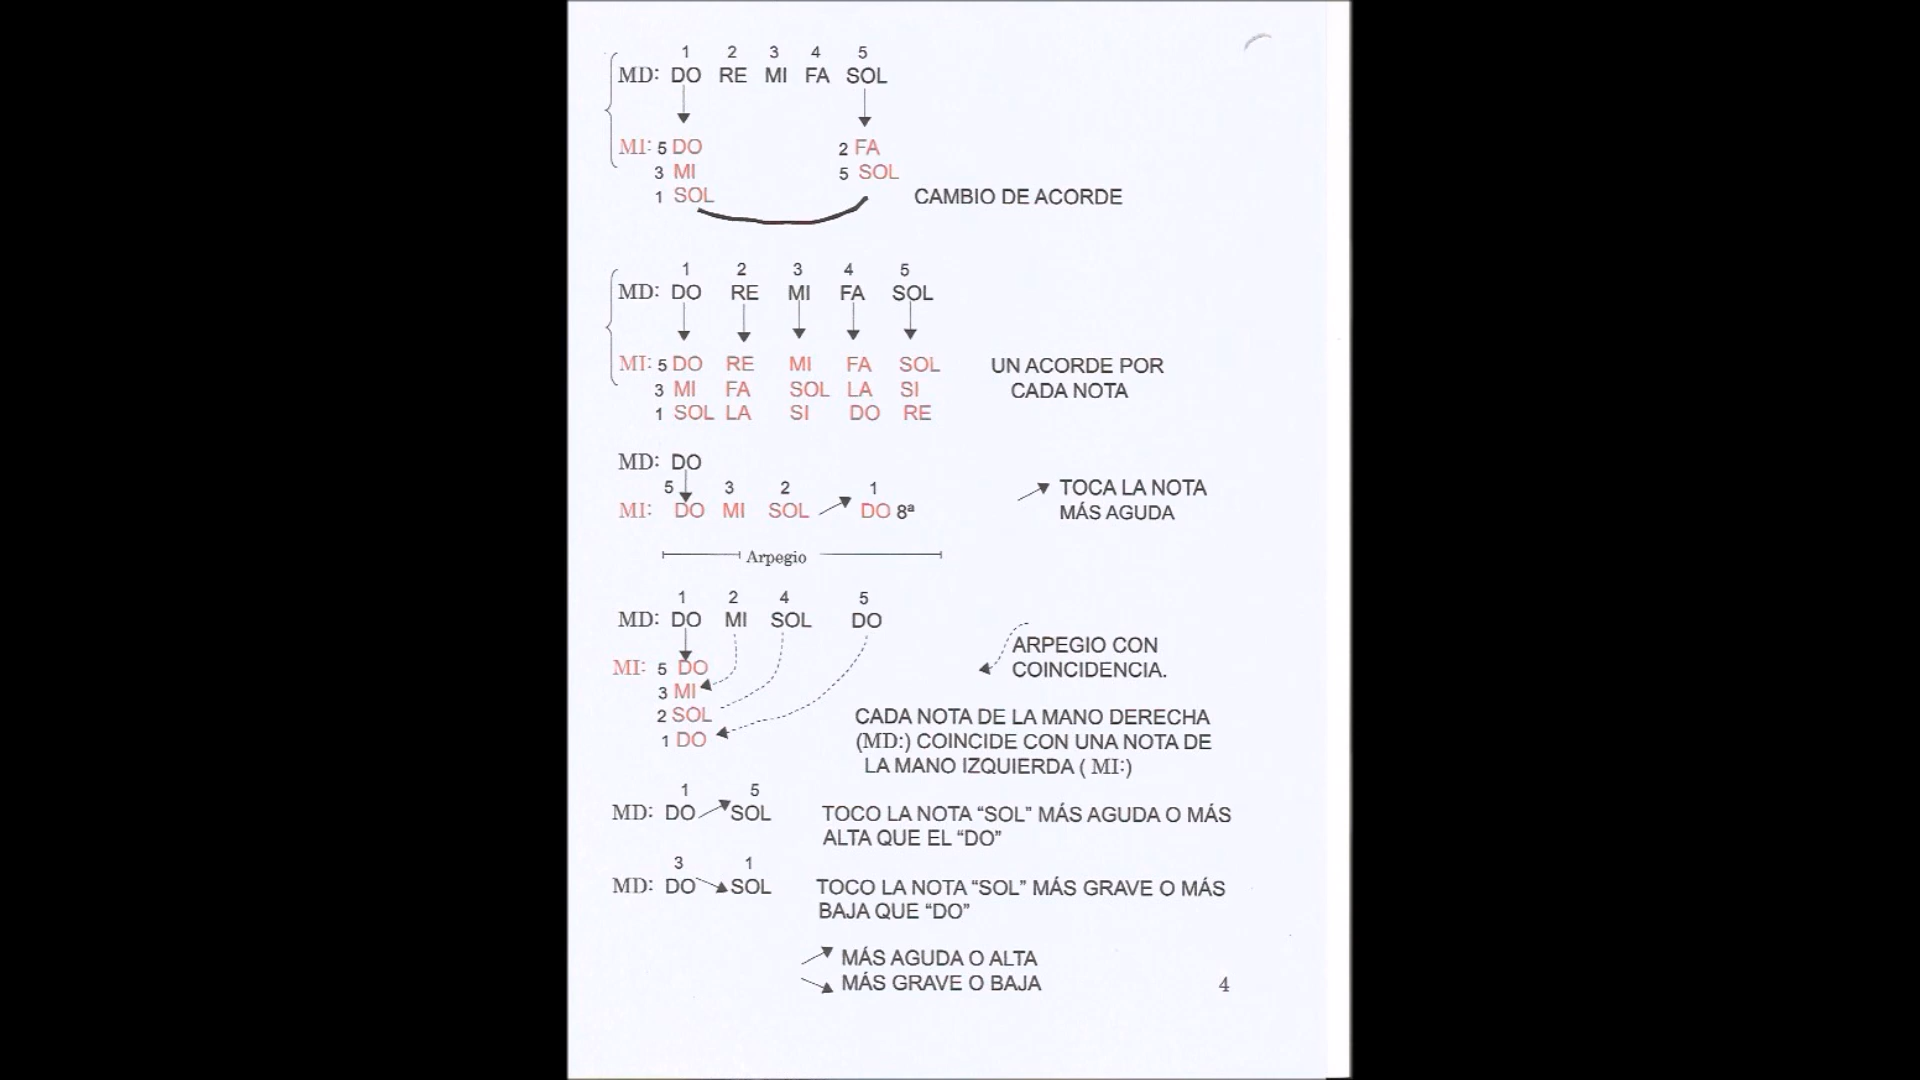 1 2 3 4 5
MD: DO RE MI FA SOL
MI: 5 DO 2 FA
3 MI 5 SOL
1 SOL CAMBIO DE ACORDE
1 2 3 4 5
MD: DO RE MI FA SOL
MI: 5 DO RE MI FA SOL UN ACORDE POR
3 MI FA SOL LA SI CADA NOTA
1 SOL LA SI DO RE
MD: DO
5 3 2 1 TOCA LA NOTA
MI: DO MI SOL DO 8ª MÁS AGUDA
Arpegio
1 2 4 5
MD: DO MI SOL DO
ARPEGIO CON
MI: 5 DO COINCIDENCIA.
3 MI
2 SOL CADA NOTA DE LA MANO DERECHA
1 DO (MD:) COINCIDE CON UNA NOTA DE
LA MANO IZQUIERDA ( MI:)
1 5
MD: DO SOL TOCO LA NOTA “SOL” MÁS AGUDA O MÁS
ALTA QUE EL “DO”
3 1
MD: DO SOL TOCO LA NOTA “SOL” MÁS GRAVE O MÁS
BAJA QUE “DO”
MÁS AGUDA O ALTA
MÁS GRAVE O BAJA 4